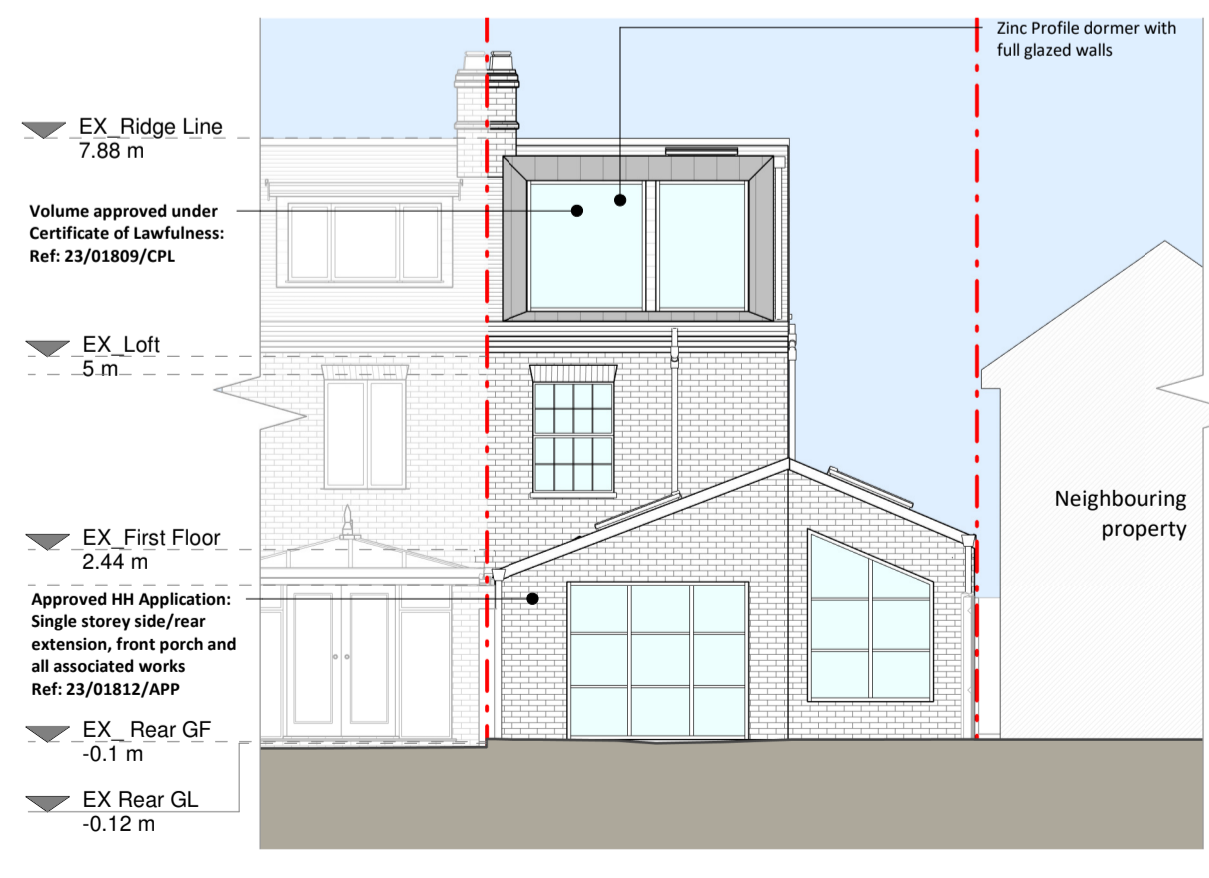 Zinc Profile dormer with
full glazed walls
EX_Ridge Line
7.88 m
Volume approved under
Certificate of Lawfulness:
Ref: 23/01809/CPL
EX_Loft
5 m
Neighbouring
property
EX_First Floor
2.44 m
Approved HH Application:
Single storey side/rear
extension, front porch and
all associated works
Ref: 23/01812/APP
EX_ Rear GF
-0.1 m
EX Rear GL
-0.12 m